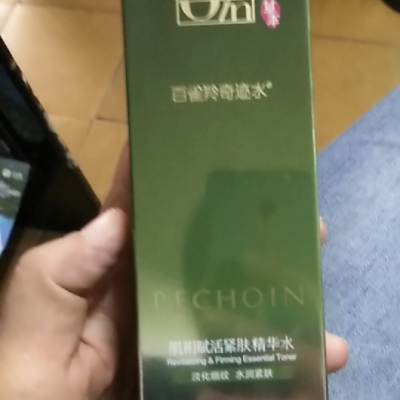 百雀羚奇迹水®
PECHOIN
肌初赋活紧肤精华水
Revitalizing & Firming Essential Toner
淡化细纹 水润紧肤